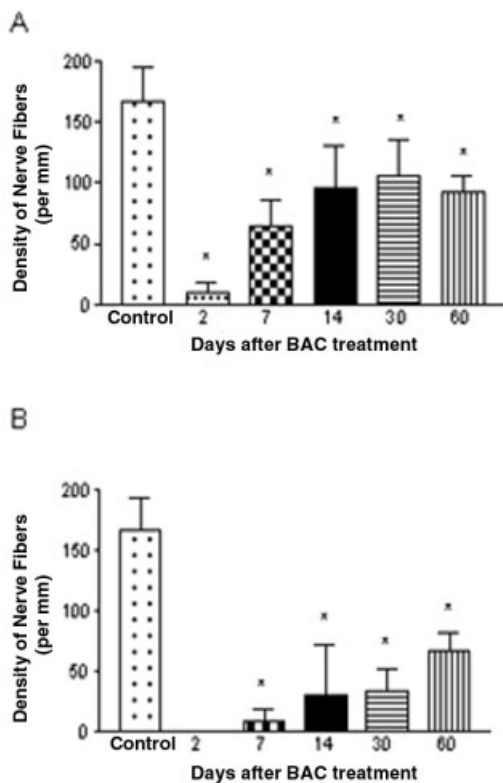 A
Density of Nerve Fibers
(per mm)
200
150
100
50
0
x
x
x
x
x
Control 2 7 14 30 60
Days after BAC treatment
B
Density of Nerve Fibers
(per mm)
200
150
100
50
0
x
x
x
x
Control 2 7 14 30 60
Days after BAC treatment